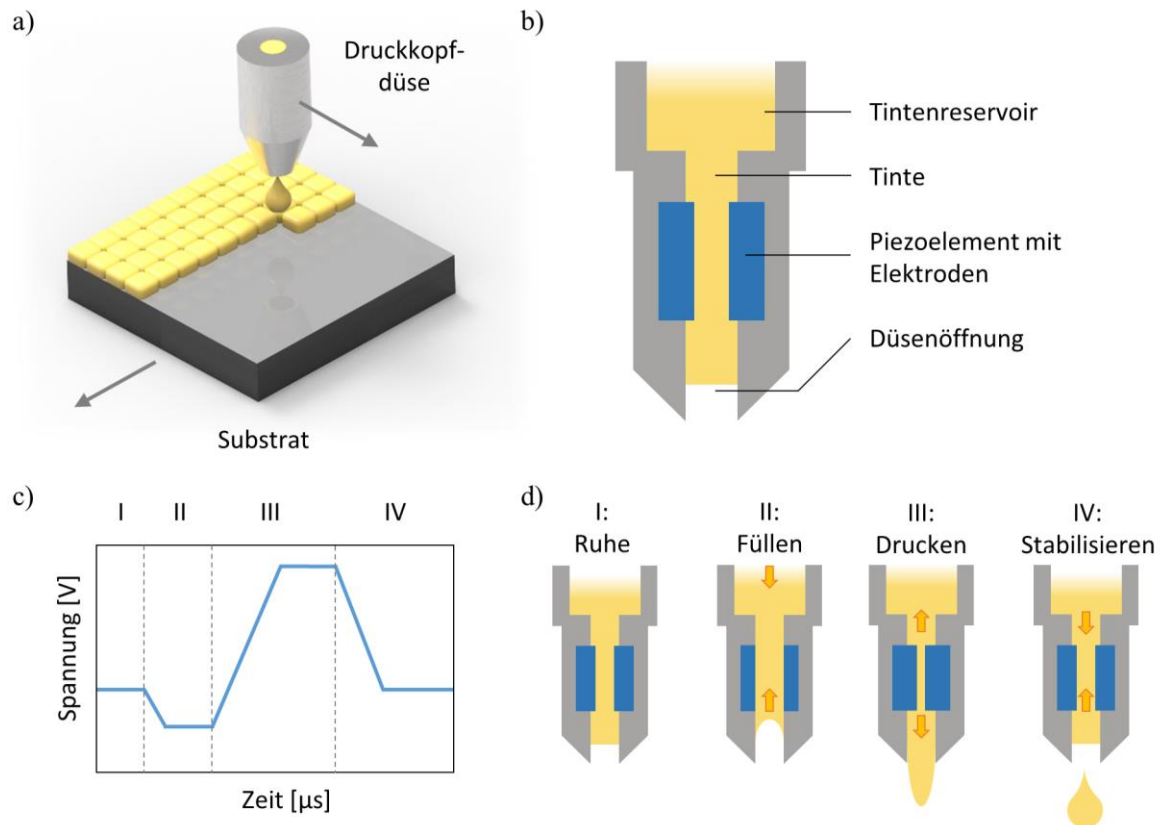 a)
Druckkopf-
düse
Substrat
b)
Tintenreservoir
Tinte
Piezoelement mit
Elektroden
Düsenöffnung
c)
I II III IV
Spannung [V]
Zeit [µs]
d)
I:
Ruhe
II:
Füllen
III:
Drucken
IV:
Stabilisieren